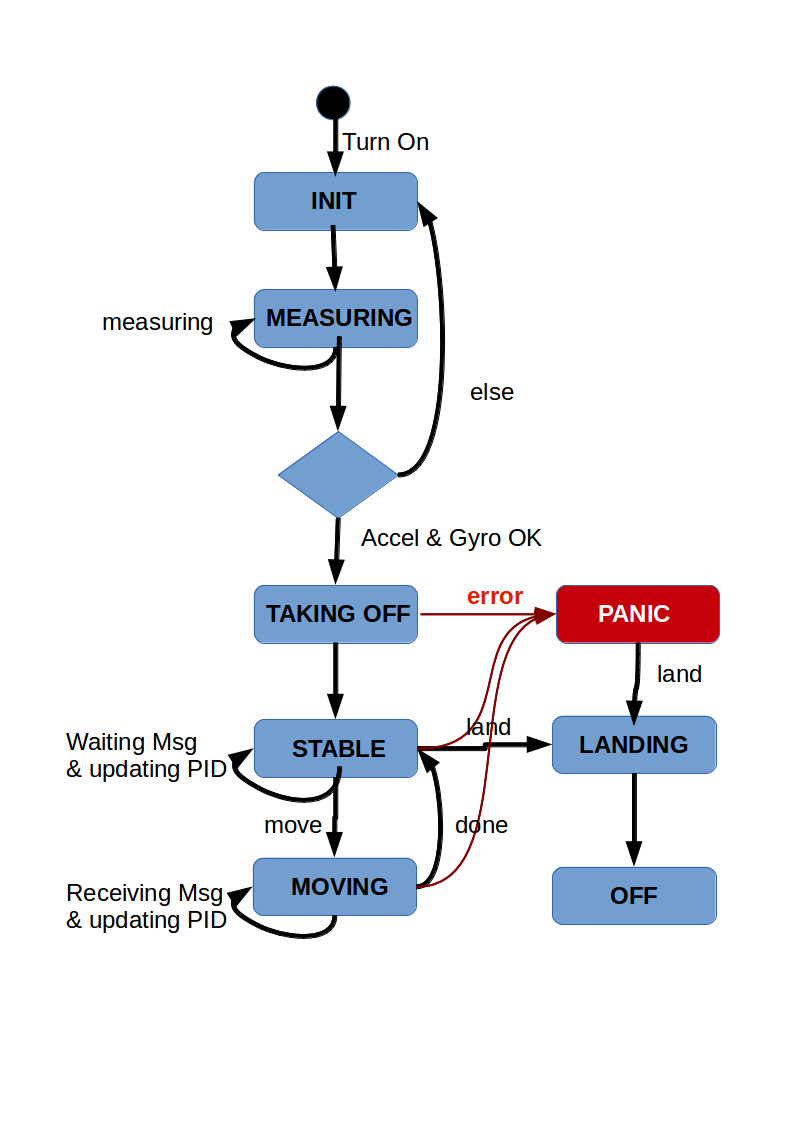 Turn On
INIT
MEASURING
measuring
else
Accel & Gyro OK
TAKING OFF
error
PANIC
land
Waiting Msg
& updating PID
STABLE
land
LANDING
move
done
Receiving Msg
& updating PID
MOVING
OFF